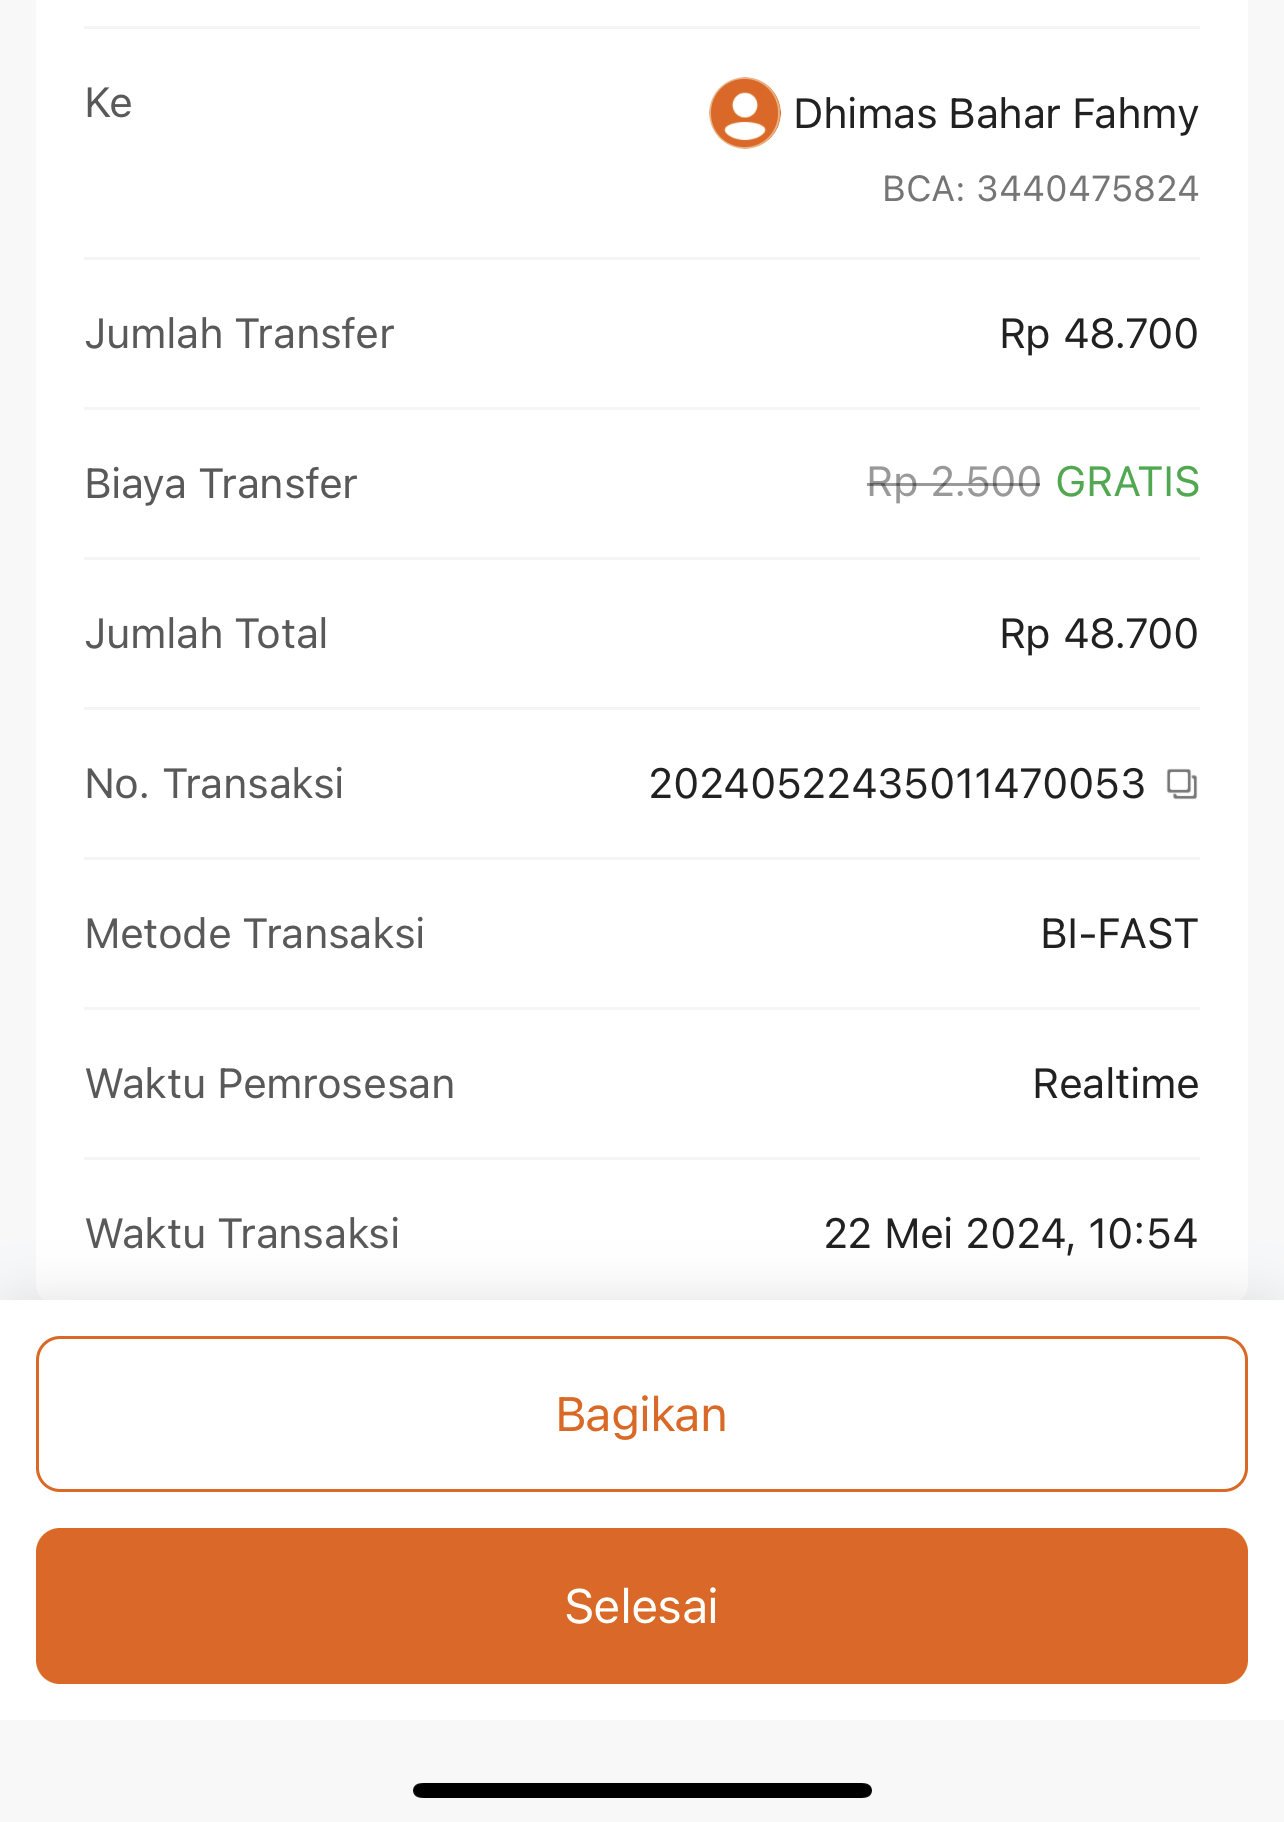 Ke
Dhimas Bahar Fahmy
BCA: 3440475824
Jumlah Transfer Rp 48.700
Biaya Transfer Rp 2.500 GRATIS
Jumlah Total Rp 48.700
No. Transaksi 20240522435011470053
Metode Transaksi BI-FAST
Waktu Pemrosesan Realtime
Waktu Transaksi 22 Mei 2024, 10:54
Bagikan
Selesai